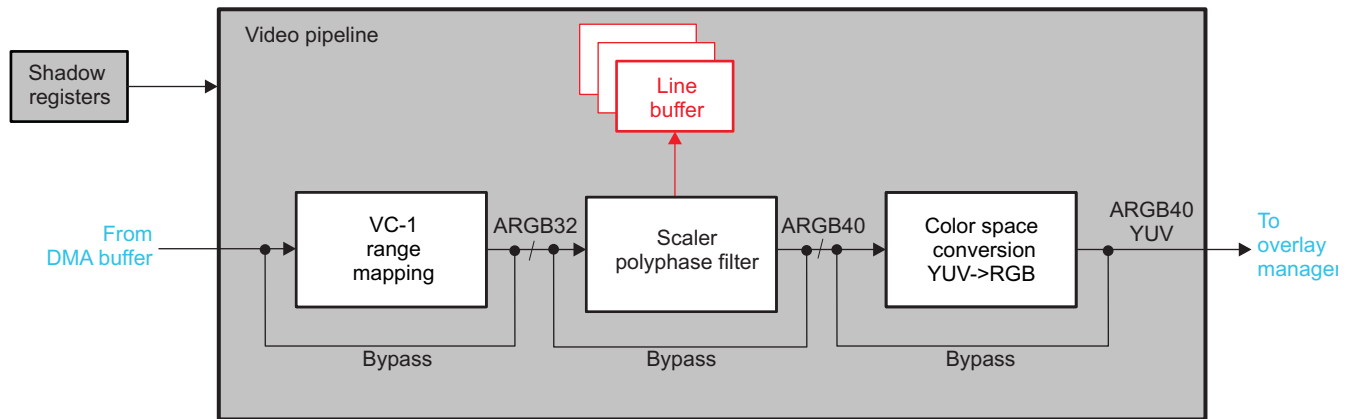 Video pipeline
Shadow
registers
Line
buffer
From
DMA buffer
VC-1
range
mapping
ARGB32
Scaler
polyphase filter
ARGB40
Color space
conversion
YUV->RGB
ARGB40
YUV
To
overlay
manager
Bypass
Bypass
Bypass